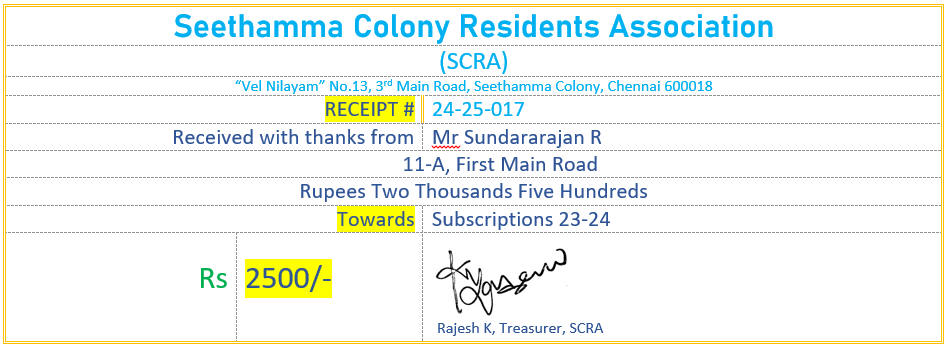 Seethamma Colony Residents Association
(SCRA)
“Vel Nilayam” No.13, 3rd Main Road, Seethamma Colony, Chennai 600018
RECEIPT # 24-25-017
Received with thanks from Mr Sundararajan R
11-A, First Main Road
Rupees Two Thousands Five Hundreds
Towards Subscriptions 23-24
Rs 2500/-
Rajesh K, Treasurer, SCRA